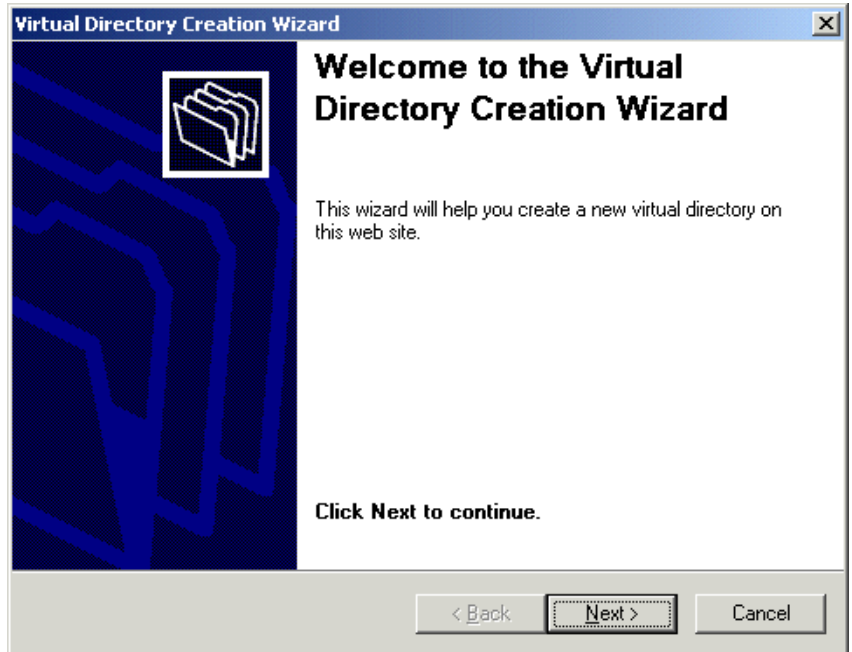 Virtual Directory Creation Wizard
Welcome to the Virtual
Directory Creation Wizard
This wizard will help you create a new virtual directory on
this web site.
Click Next to continue.
< Back
Next >
Cancel